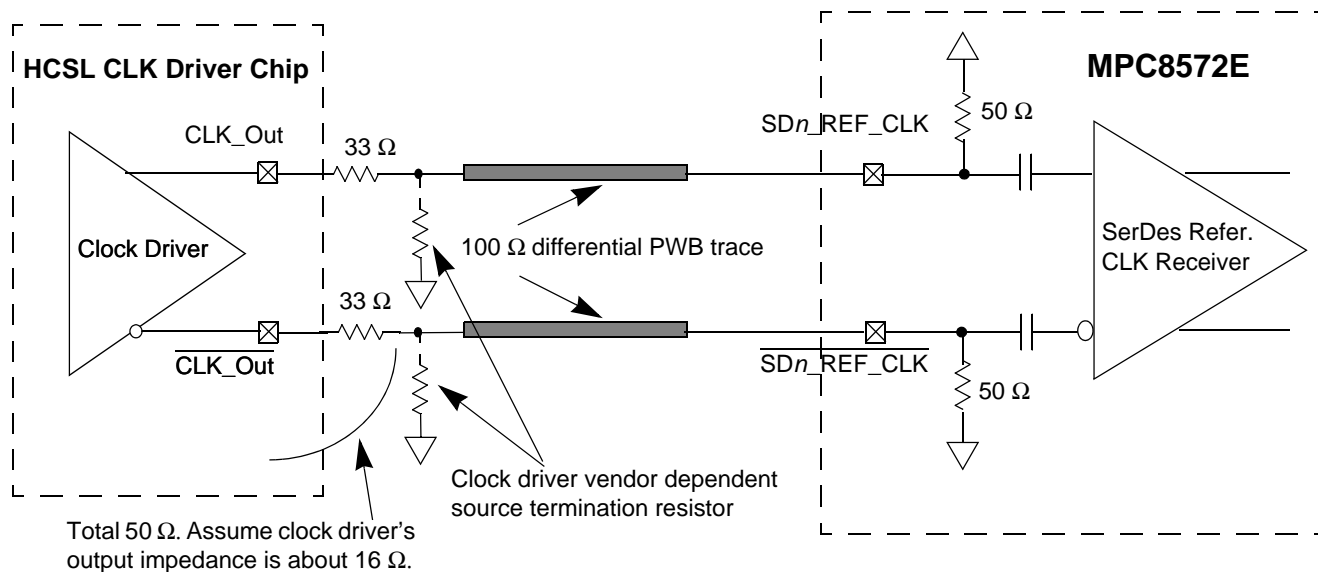 HCSL CLK Driver Chip
MPC8572E
CLK_Out
33 Ω
SDn_REF_CLK
50 Ω
Clock Driver
100 Ω differential PWB trace
SerDes Refer.
CLK Receiver
33 Ω
CLK_Out
SDn_REF_CLK
50 Ω
Clock driver vendor dependent
source termination resistor
Total 50 Ω. Assume clock driver's
output impedance is about 16 Ω.